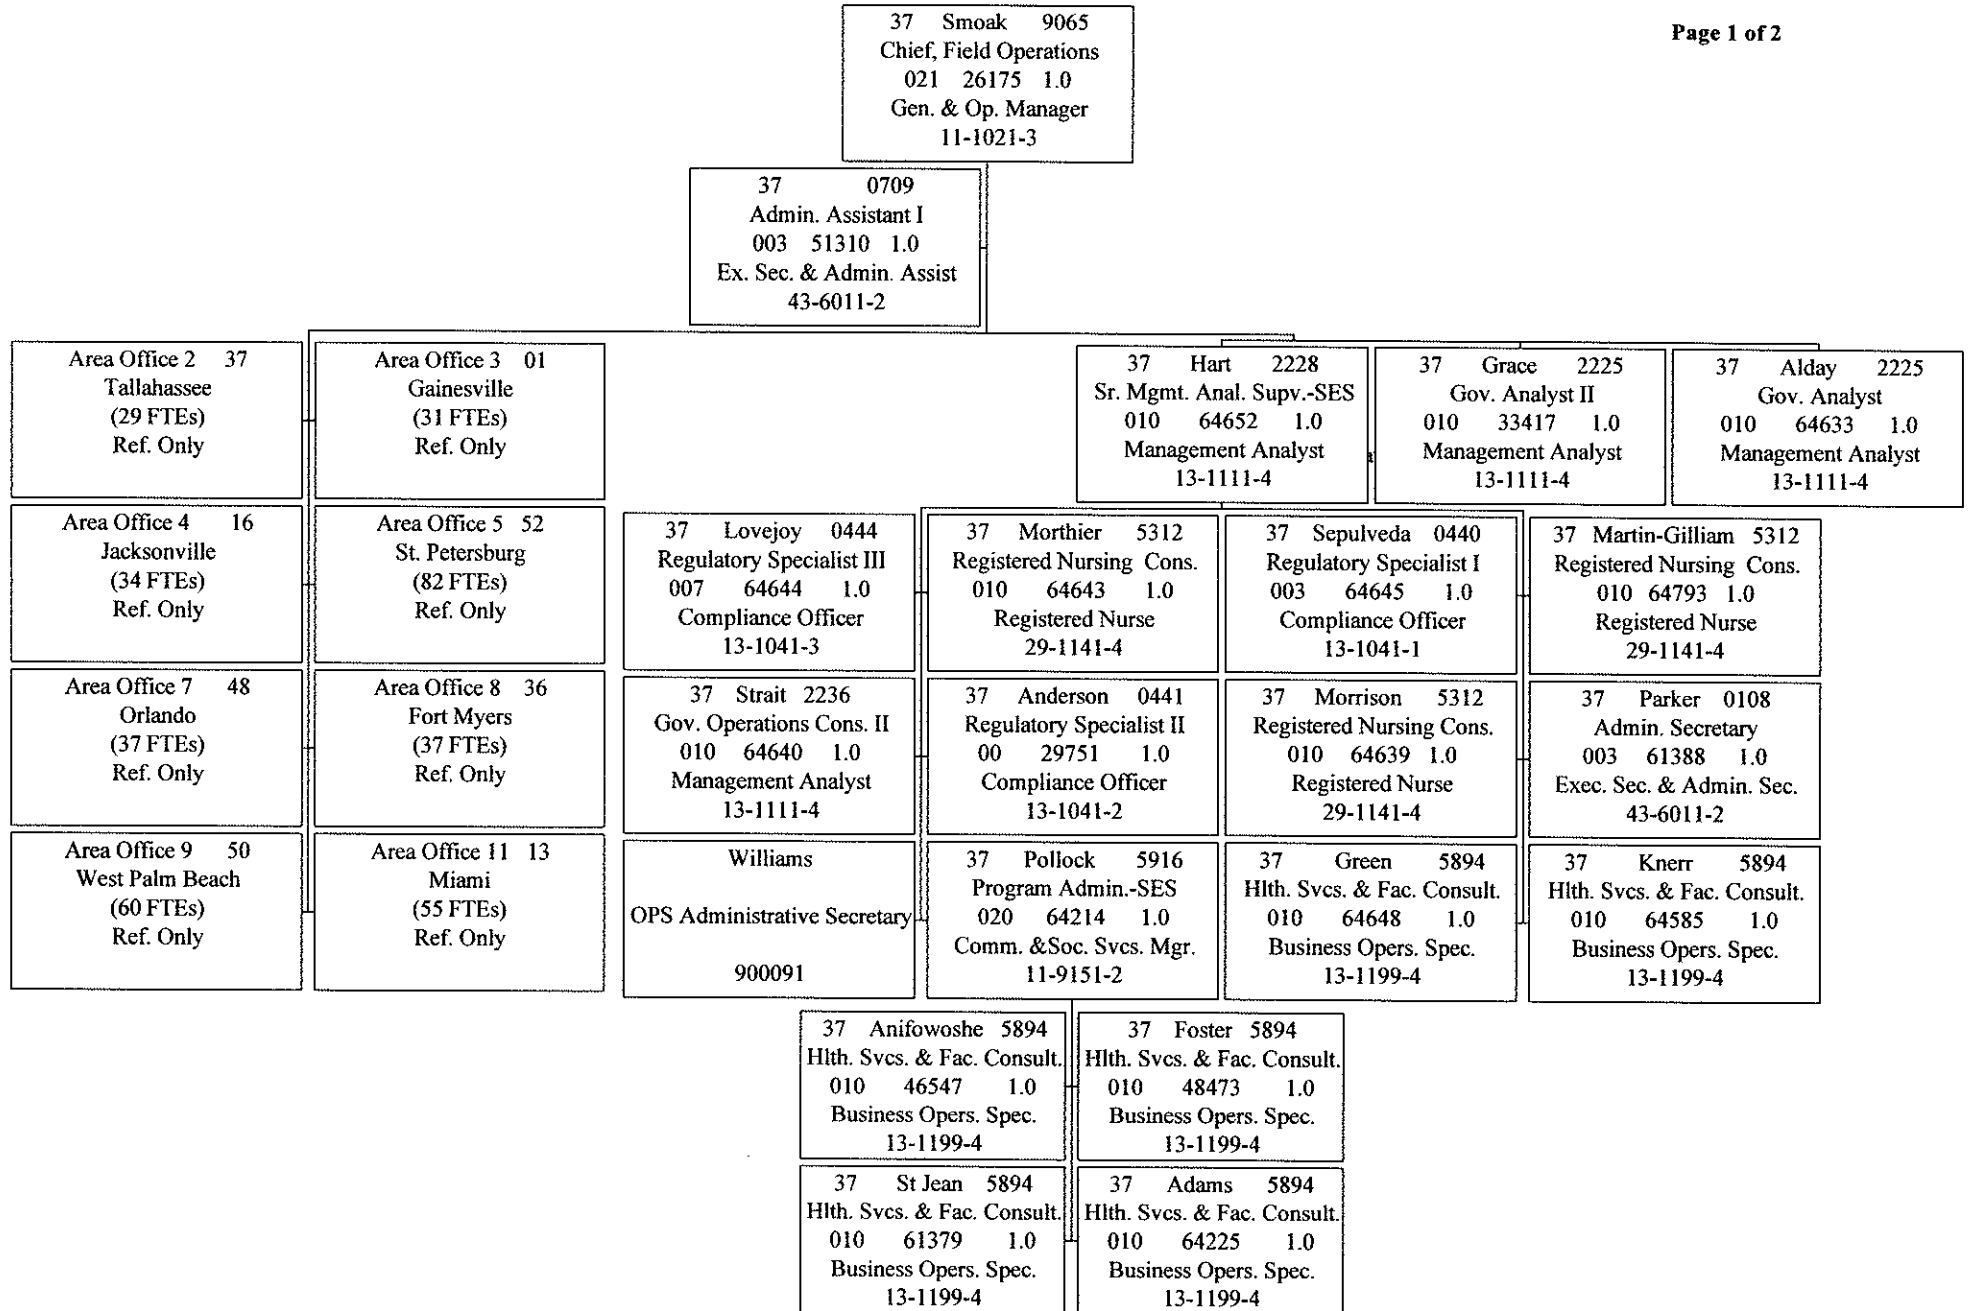 Page 1 of 2
37 Smoak 9065
Chief, Field Operations
021 26175 1.0
Gen. & Op. Manager
11-1021-3
37 0709
Admin. Assistant I
003 51310 1.0
Ex. Sec. & Admin. Assist
43-6011-2
Area Office 2 37
Tallahassee
(29 FTEs)
Ref. Only
Area Office 3 01
Gainesville
(31 FTEs)
Ref. Only
37 Hart 2228
Sr. Mgmt. Anal. Supv.-SES
010 64652 1.0
Management Analyst
13-1111-4
37 Grace 2225
Gov. Analyst II
010 33417 1.0
Management Analyst
13-1111-4
37 Alday 2225
Gov. Analyst
010 64633 1.0
Management Analyst
13-1111-4
Area Office 4 16
Jacksonville
(34 FTEs)
Ref. Only
Area Office 5 52
St. Petersburg
(82 FTEs)
Ref. Only
37 Lovejoy 0444
Regulatory Specialist III
007 64644 1.0
Compliance Officer
13-1041-3
37 Morthier 5312
Registered Nursing Cons.
010 64643 1.0
Registered Nurse
29-1141-4
37 Sepulveda 0440
Regulatory Specialist I
003 64645 1.0
Compliance Officer
13-1041-1
37 Martin-Gilliam 5312
Registered Nursing Cons.
010 64793 1.0
Registered Nurse
29-1141-4
Area Office 7 48
Orlando
(37 FTEs)
Ref. Only
Area Office 8 36
Fort Myers
(37 FTEs)
Ref. Only
37 Strait 2236
Gov. Operations Cons. II
010 64640 1.0
Management Analyst
13-1111-4
37 Anderson 0441
Regulatory Specialist II
00 29751 1.0
Compliance Officer
13-1041-2
37 Morrison 5312
Registered Nursing Cons.
010 64639 1.0
Registered Nurse
29-1141-4
37 Parker 0108
Admin. Secretary
003 61388 1.0
Exec. Sec. & Admin. Sec.
43-6011-2
Area Office 9 50
West Palm Beach
(60 FTEs)
Ref. Only
Area Office 11 13
Miami
(55 FTEs)
Ref. Only
Williams
OPS Administrative Secretary
900091
37 Pollock 5916
Program Admin.-SES
020 64214 1.0
Comm. &Soc. Svcs. Mgr.
11-9151-2
37 Green 5894
Hlth. Svcs. & Fac. Consult.
010 64648 1.0
Business Opers. Spec.
13-1199-4
37 Knerr 5894
Hlth. Svcs. & Fac. Consult.
010 64585 1.0
Business Opers. Spec.
13-1199-4
37 Anifowoshe 5894
Hlth. Svcs. & Fac. Consult.
010 46547 1.0
Business Opers. Spec.
13-1199-4
37 Foster 5894
Hlth. Svcs. & Fac. Consult.
010 48473 1.0
Business Opers. Spec.
13-1199-4
37 St Jean 5894
Hlth. Svcs. & Fac. Consult.
010 61379 1.0
Business Opers. Spec.
13-1199-4
37 Adams 5894
Hlth. Svcs. & Fac. Consult.
010 64225 1.0
Business Opers. Spec.
13-1199-4